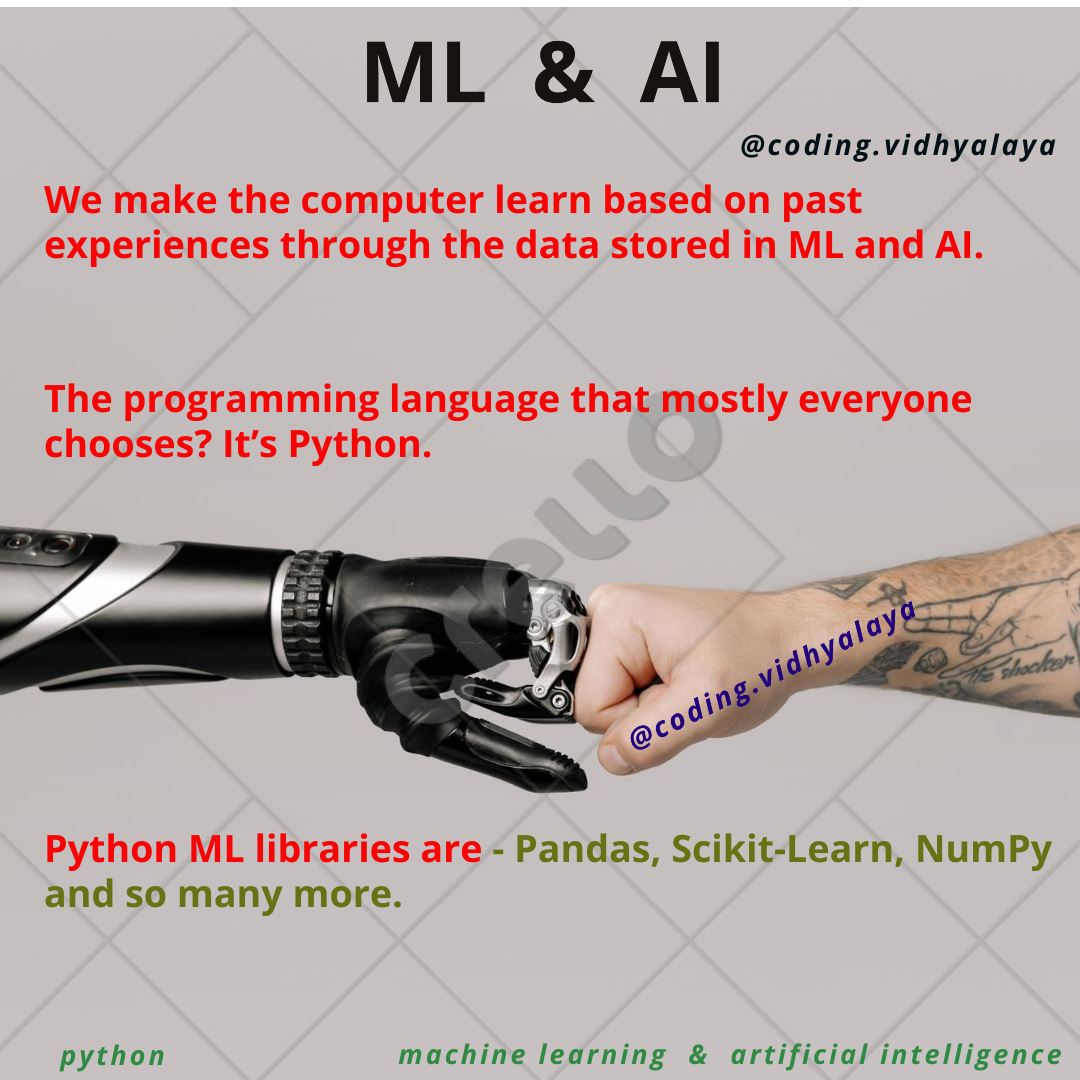 ML & AI
@coding.vidhyalaya
We make the computer learn based on past
experiences through the data stored in ML and AI.
The programming language that mostly everyone
chooses? It’s Python.
crello
@coding.vidhyalaya
the shocker
Python ML libraries are - Pandas, Scikit-Learn, NumPy
and so many more.
python
machine learning & artificial intelligence